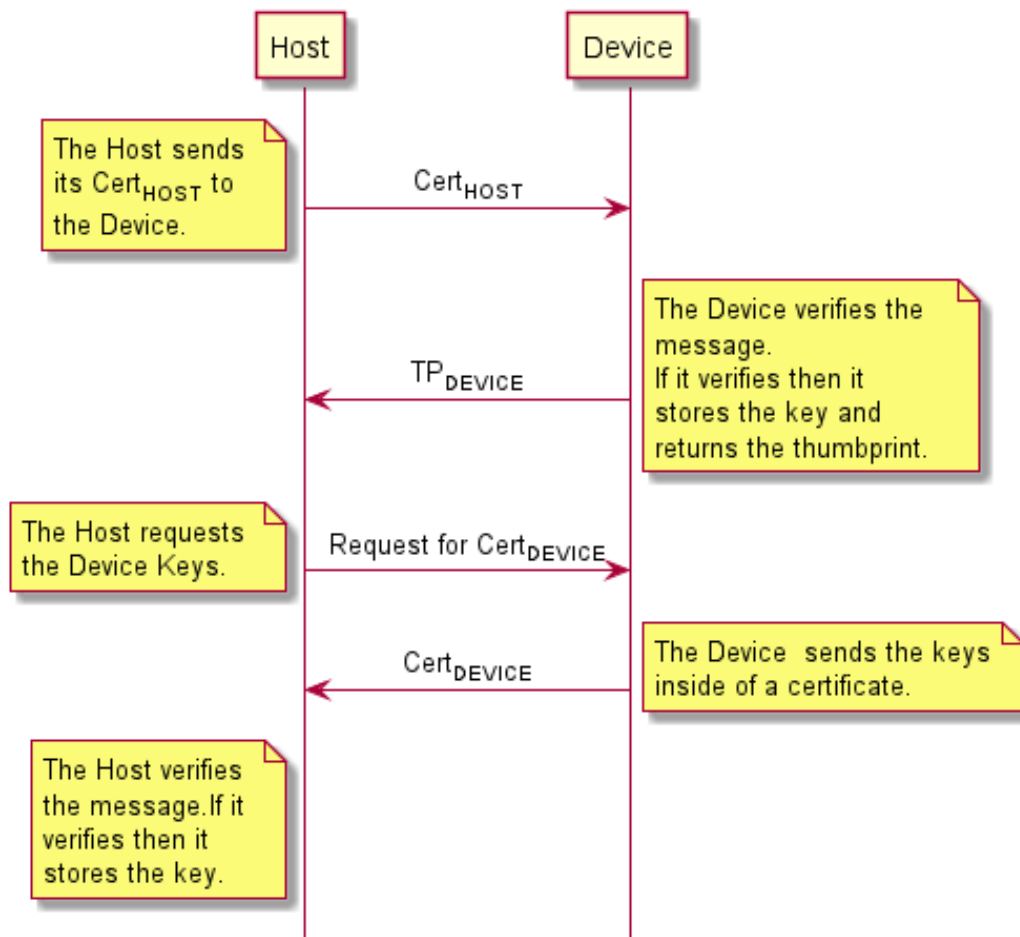 Host
Device
The Host sends
its CertHOST to
the Device.
CertHOST
The Device verifies the
message.
If it verifies then it
stores the key and
returns the thumbprint.
TPDEVICE
The Host requests
the Device Keys.
Request for CertDEVICE
The Device  sends the keys
inside of a certificate.
CertDEVICE
The Host verifies
the message.If it
verifies then it
stores the key.